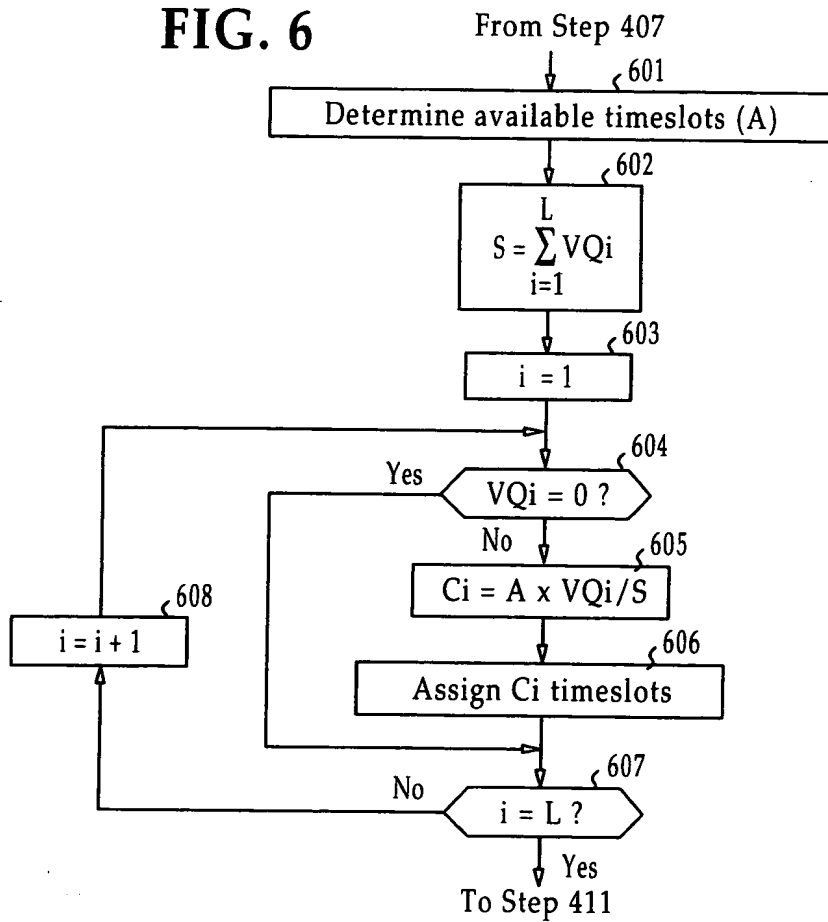 FIG. 6
From Step 407
601
Determine available timeslots (A)
602
L
S = ∑ VQi
i=1
603
i = 1
604
Yes
VQi = 0 ?
No
605
Ci = A x VQi/S
608
i = i + 1
606
Assign Ci timeslots
607
No
i = L ?
Yes
To Step 411